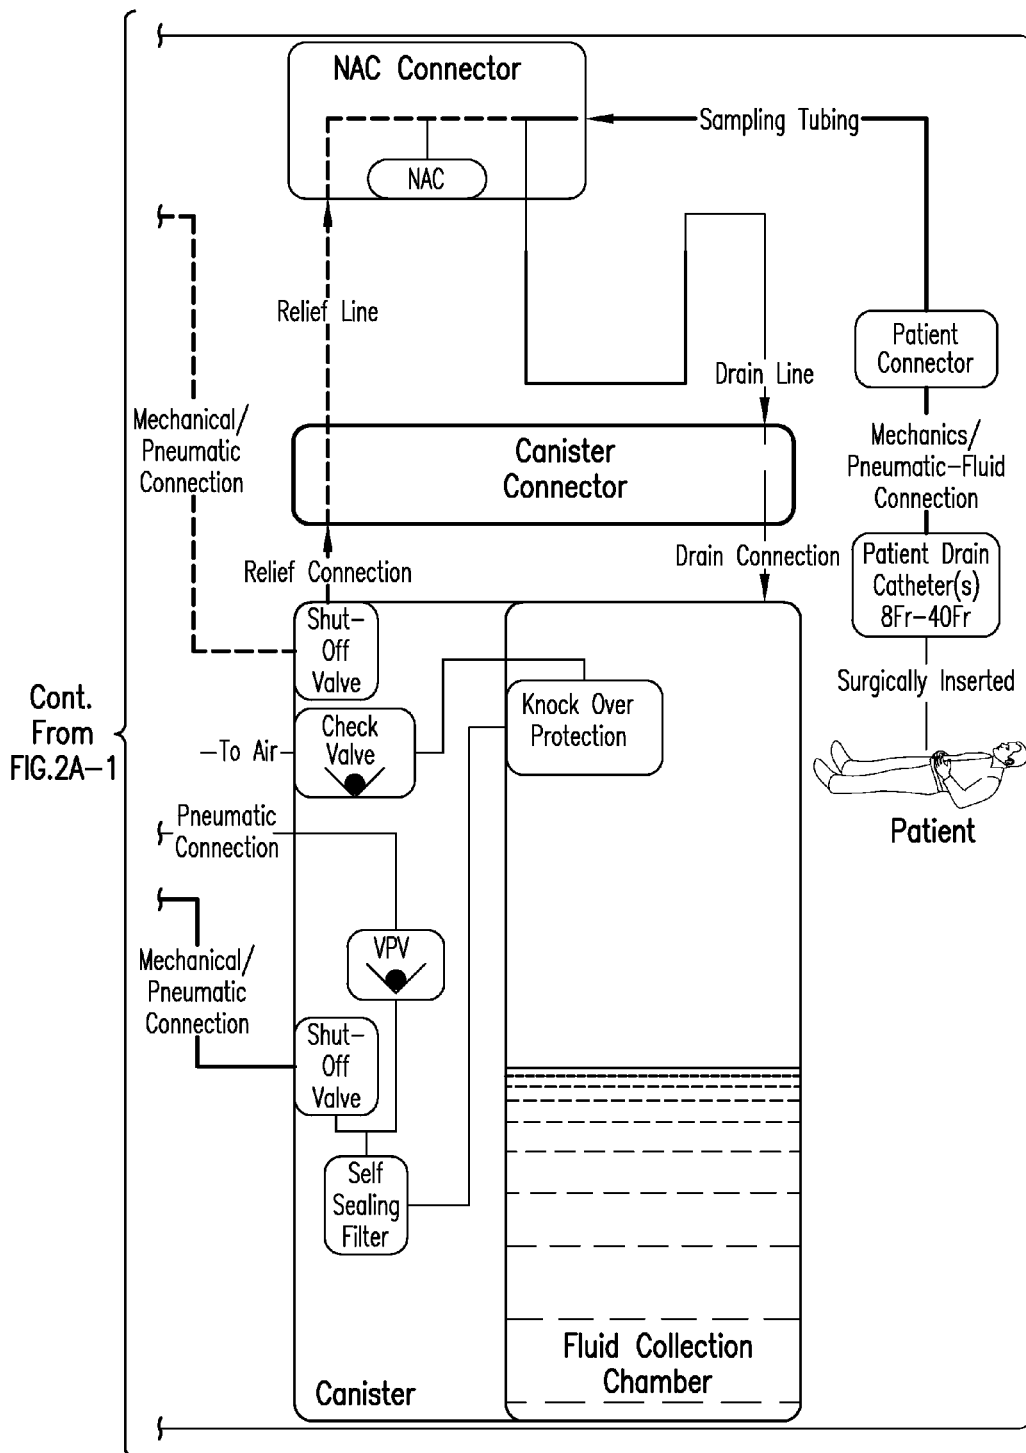 NAC Connector
Sampling Tubing
NAC
Relief Line
Patient
Connector
Drain Line
Mechanical/
Pneumatic
Connection
Canister
Connector
Mechanics/
Pneumatic-Fluid
Connection
Drain Connection
Relief Connection
Patient Drain
Catheter(s)
8Fr-40Fr
Shut-
Off
Valve
Surgically Inserted
Cont.
From
FIG.2A-1
Knock Over
Protection
To Air
Check
Valve
Patient
Pneumatic
Connection
VPV
Mechanical/
Pneumatic
Connection
Shut-
Off
Valve
Self
Sealing
Filter
Fluid Collection
Chamber
Canister